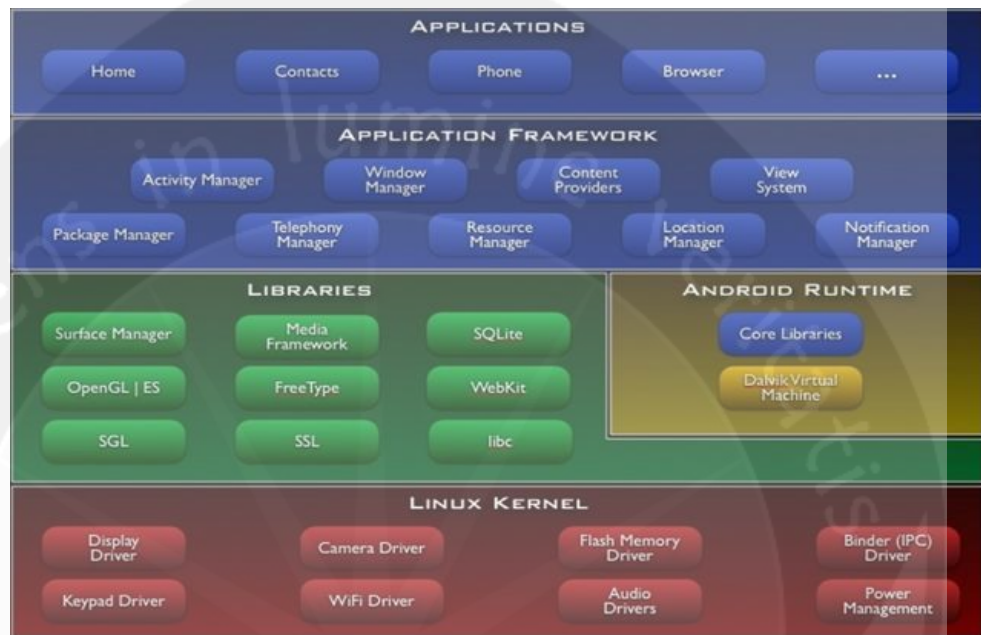 APPLICATIONS
Home
Contacts
Phone
Browser
...
APPLICATION FRAMEWORK
Activity Manager
Window
Manager
Content
Providers
View
System
Package Manager
Telephony
Manager
Resource
Manager
Location
Manager
Notification
Manager
LIBRARIES
ANDROID RUNTIME
Surface Manager
Media
Framework
SQLite
Core Libraries
OpenGL | ES
FreeType
WebKit
Dalvik Virtual
Machine
SGL
SSL
libc
LINUX KERNEL
Display
Driver
Camera Driver
Flash Memory
Driver
Binder (IPC)
Driver
Keypad Driver
WiFi Driver
Audio
Drivers
Power
Management
in lumine veritatis